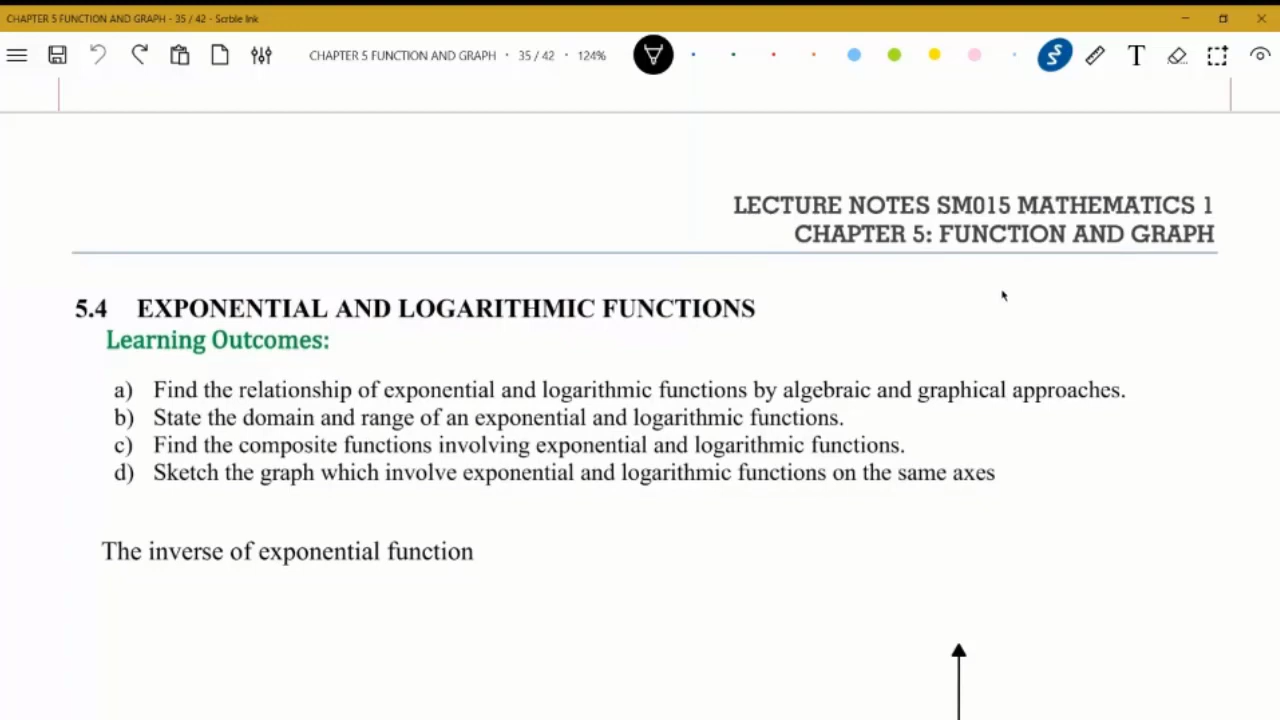 CHAPTER 5 FUNCTION AND GRAPH - 35 / 42 - Scrble Ink
CHAPTER 5 FUNCTION AND GRAPH · 35 / 42 · 124%
T
LECTURE NOTES SM015 MATHEMATICS 1
CHAPTER 5: FUNCTION AND GRAPH
5.4 EXPONENTIAL AND LOGARITHMIC FUNCTIONS
Learning Outcomes:
a) Find the relationship of exponential and logarithmic functions by algebraic and graphical approaches.
b) State the domain and range of an exponential and logarithmic functions.
c) Find the composite functions involving exponential and logarithmic functions.
d) Sketch the graph which involve exponential and logarithmic functions on the same axes
The inverse of exponential function